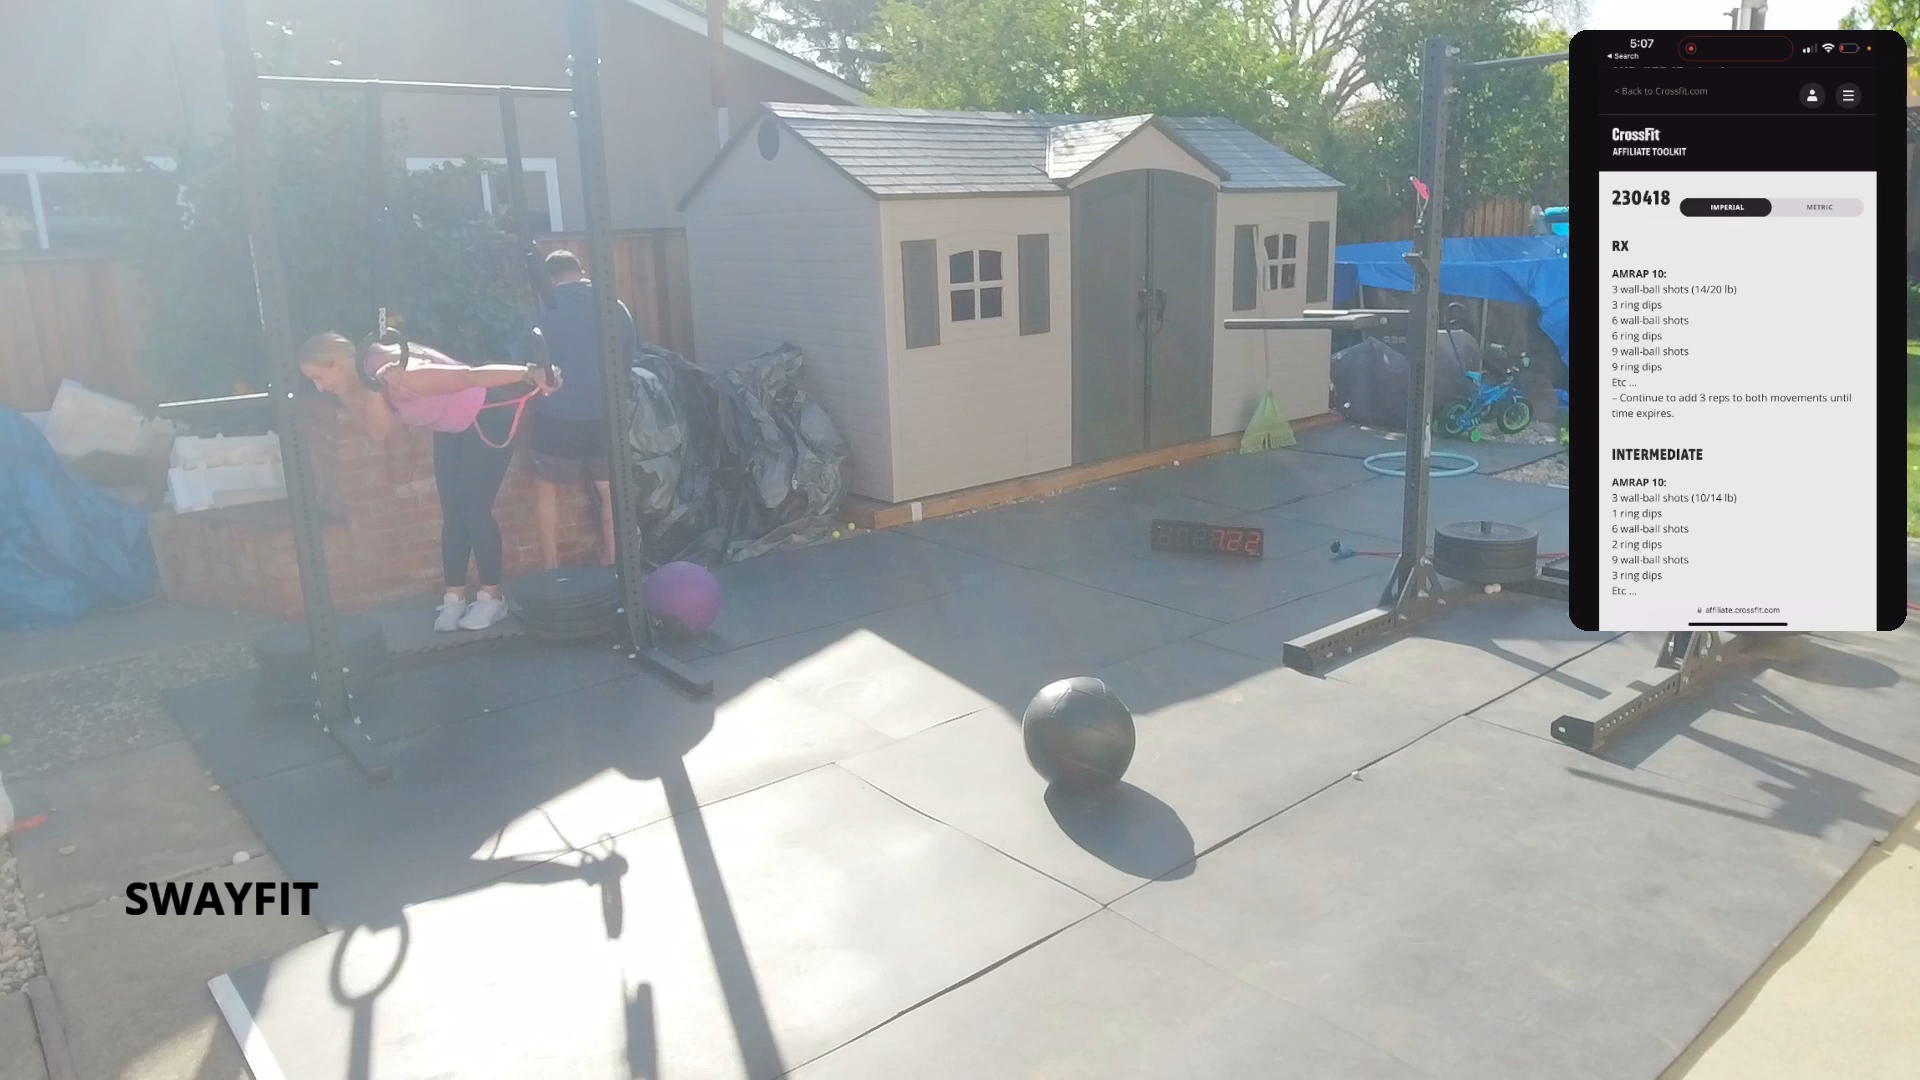 5:07
◂ Search
< Back to Crossfit.com
CrossFit
AFFILIATE TOOLKIT
230418
IMPERIAL
METRIC
RX
AMRAP 10:
3 wall-ball shots (14/20 lb)
3 ring dips
6 wall-ball shots
6 ring dips
9 wall-ball shots
9 ring dips
Etc ...
– Continue to add 3 reps to both movements until
time expires.
INTERMEDIATE
AMRAP 10:
3 wall-ball shots (10/14 lb)
1 ring dips
6 wall-ball shots
2 ring dips
9 wall-ball shots
3 ring dips
Etc ...
affiliate.crossfit.com
7:22
SWAYFIT